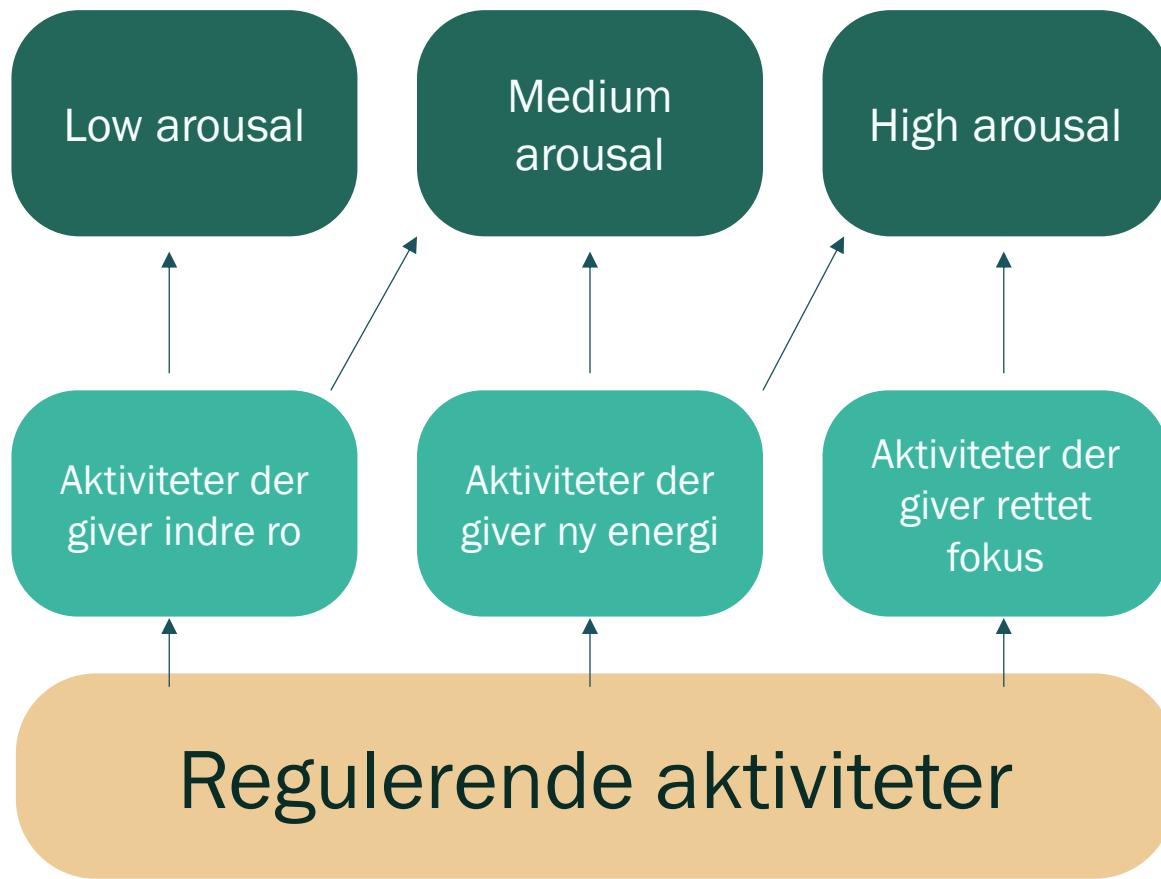 Low arousal
Medium
arousal
High arousal
Aktiviteter der
giver indre ro
Aktiviteter der
giver ny energi
Aktiviteter der
giver rettet
fokus
Regulerende aktiviteter